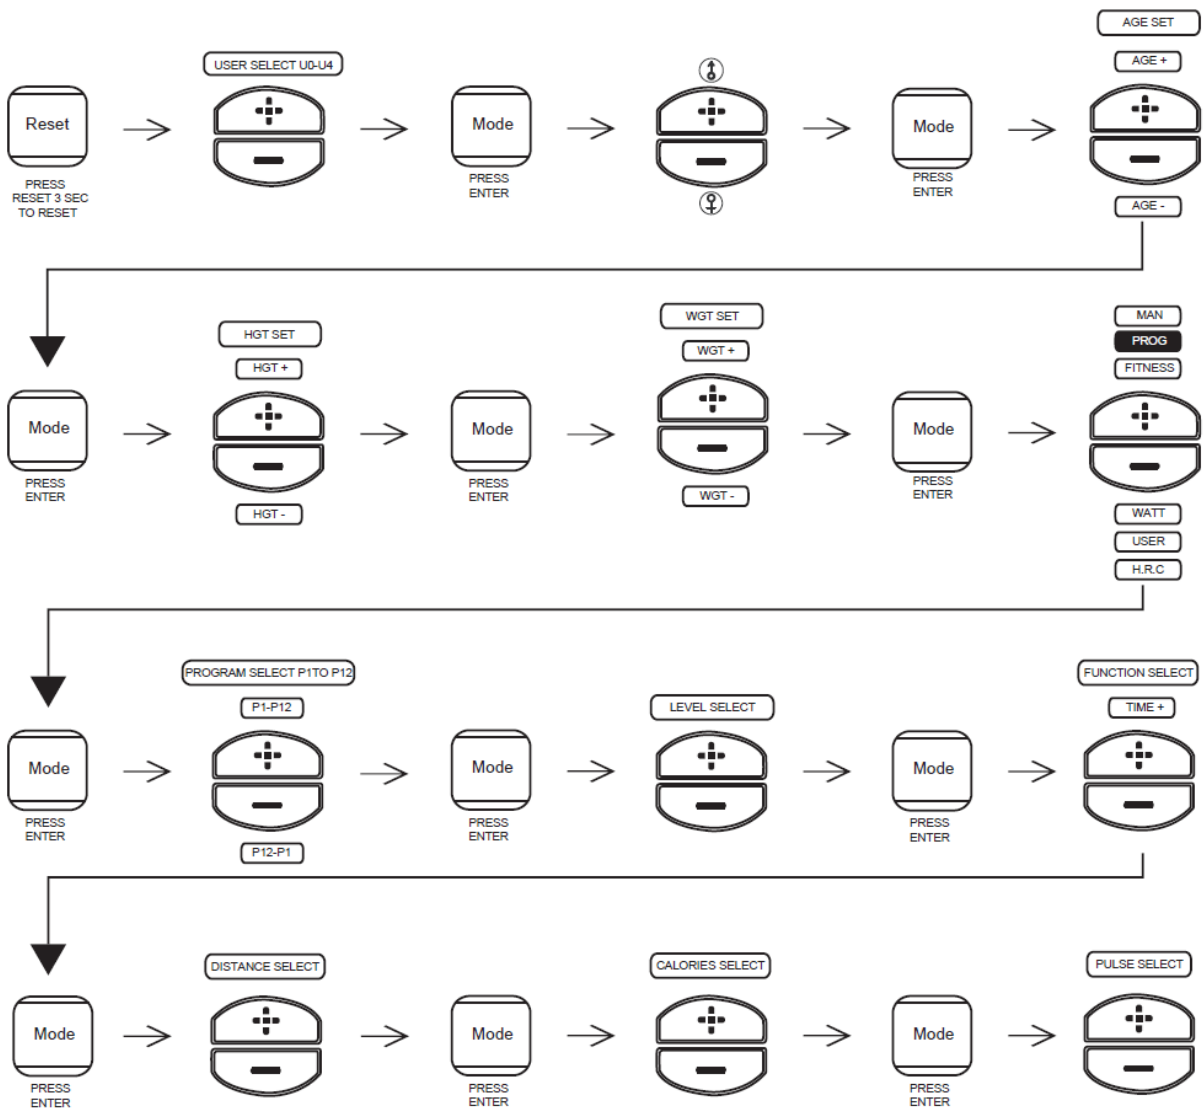 AGE SET
USER SELECT U0-U4
AGE +
Reset
Mode
Mode
PRESS
RESET 3 SEC
TO RESET
PRESS
ENTER
PRESS
ENTER
AGE -
HGT SET
HGT +
WGT SET
WGT +
MAN
PROG
FITNESS
Mode
Mode
Mode
PRESS
ENTER
HGT -
PRESS
ENTER
WGT -
PRESS
ENTER
WATT
USER
H.R.C
PROGRAM SELECT P1TO P12
P1-P12
LEVEL SELECT
FUNCTION SELECT
TIME +
Mode
Mode
Mode
PRESS
ENTER
P12-P1
PRESS
ENTER
PRESS
ENTER
DISTANCE SELECT
CALORIES SELECT
PULSE SELECT
Mode
Mode
Mode
PRESS
ENTER
PRESS
ENTER
PRESS
ENTER